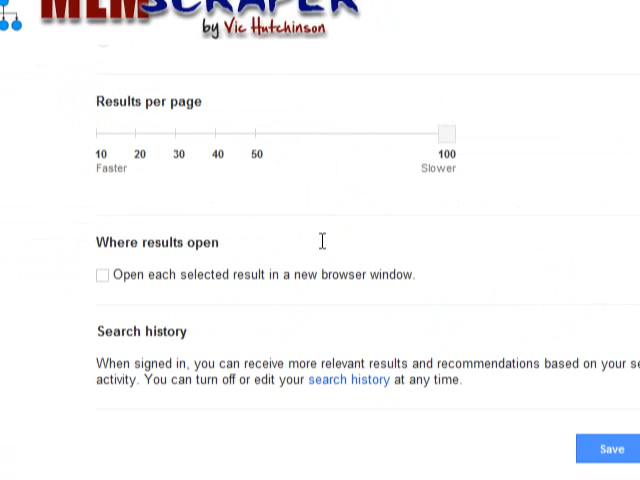 MLMSCRAPER
by Vic Hutchinson
Results per page
10 20 30 40 50 100
Faster Slower
Where results open
Open each selected result in a new browser window.
Search history
When signed in, you can receive more relevant results and recommendations based on your
activity. You can turn off or edit your search history at any time.
Save